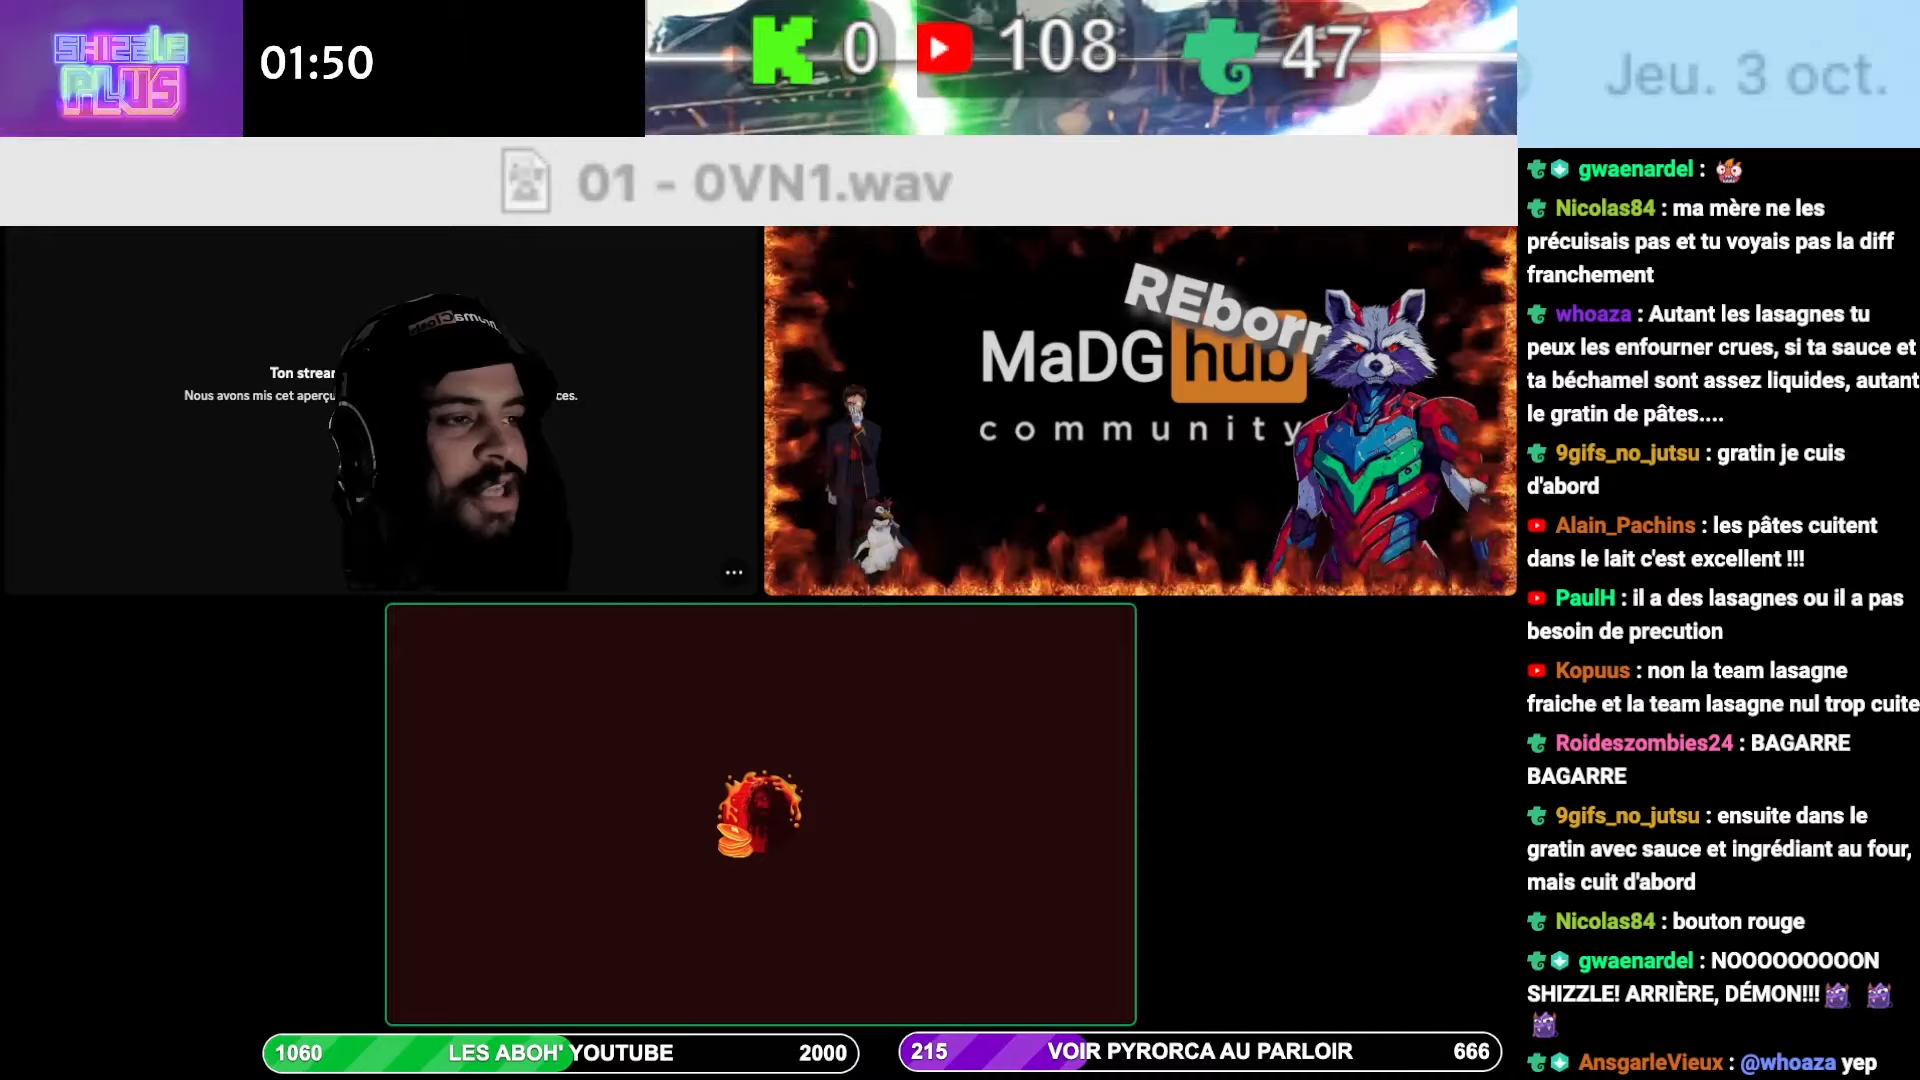 SHIZZLE
PLUS
01:50
0
108
47
Jeu. 3 oct.
01 - 0VN1.wav
Ton strea
Nous avons mis cet aperçu
ces.
REborn
MaDG hub
community
gwaenardel :
Nicolas84 : ma mère ne les
précuisais pas et tu voyais pas la diff
franchement
whoaza : Autant les lasagnes tu
peux les enfourner crues, si ta sauce et
ta béchamel sont assez liquides, autant
le gratin de pâtes....
9gifs_no_jutsu : gratin je cuis
d'abord
Alain_Pachins : les pâtes cuitent
dans le lait c'est excellent !!!
PaulH : il a des lasagnes ou il a pas
besoin de precution
Kopuus : non la team lasagne
fraiche et la team lasagne nul trop cuite
Roideszombies24 : BAGARRE
BAGARRE
9gifs_no_jutsu : ensuite dans le
gratin avec sauce et ingrédiant au four,
mais cuit d'abord
Nicolas84 : bouton rouge
gwaenardel : NOOOOOOOOON
SHIZZLE! ARRIÈRE, DÉMON!!!
AnsgarleVieux : @whoaza yep
1060 LES ABOH' YOUTUBE 2000
215 VOIR PYRORCA AU PARLOIR 666